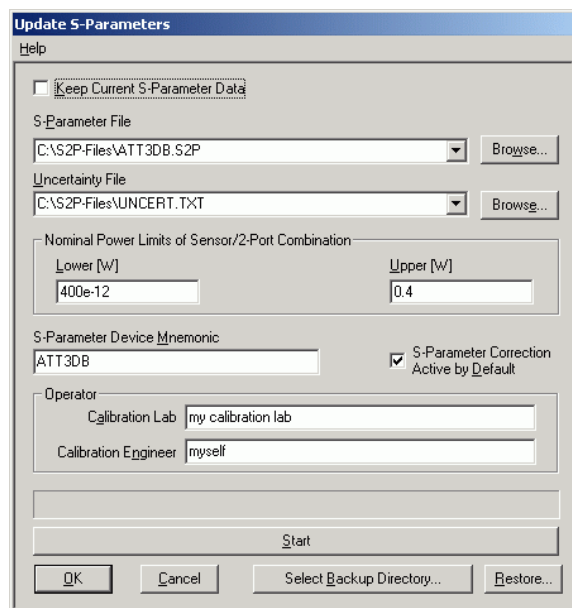 Update S-Parameters
Help
Keep Current S-Parameter Data
S-Parameter File
C:\S2P-Files\ATT3DB.S2P
Browse...
Uncertainty File
C:\S2P-Files\UNCERT.TXT
Browse...
Nominal Power Limits of Sensor/2-Port Combination
Lower [W]
Upper [W]
400e-12
0.4
S-Parameter Device Mnemonic
ATT3DB
S-Parameter Correction
Active by Default
Operator
Calibration Lab
my calibration lab
Calibration Engineer
myself
Start
OK
Cancel
Select Backup Directory...
Restore...